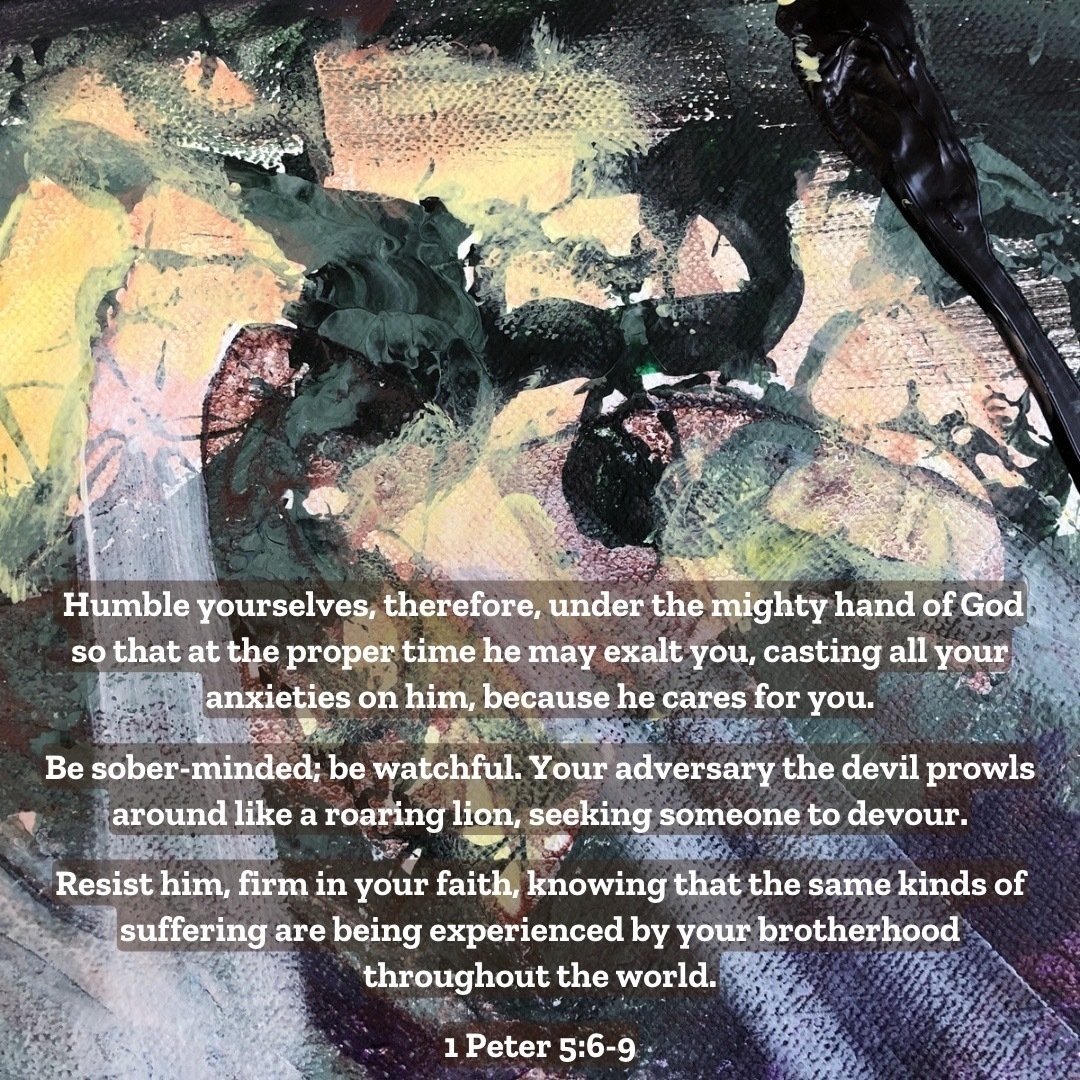 Humble yourselves, therefore, under the mighty hand of God
so that at the proper time he may exalt you, casting all your
anxieties on him, because he cares for you.
Be sober-minded; be watchful. Your adversary the devil prowls
around like a roaring lion, seeking someone to devour.
Resist him, firm in your faith, knowing that the same kinds of
suffering are being experienced by your brotherhood
throughout the world.
1 Peter 5:6-9